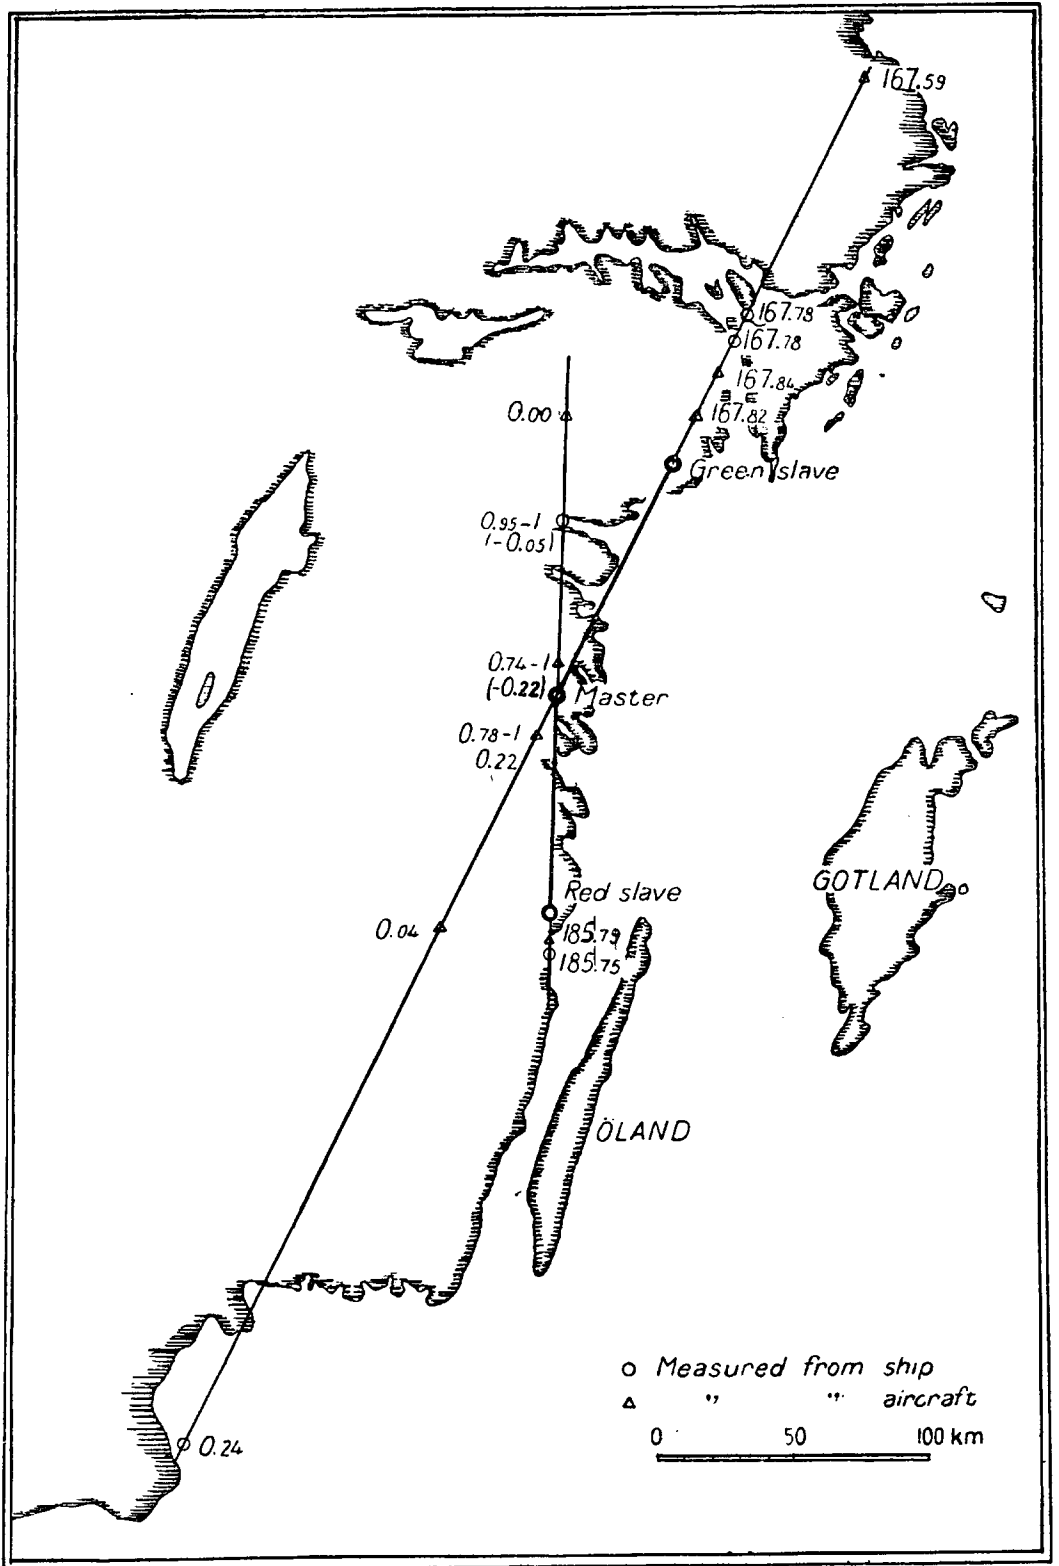 167.59
167.78
167.78
167.84
0.00
167.82
Green slave
0.95-1
(-0.05)
0.74-1
(-0.22)
Master
0.78-1
0.22
GOTLAND
Red slave
0.04
185.79
185.75
ÖLAND
○ Measured from ship
△ " " aircraft
0 50 100 km
0.24